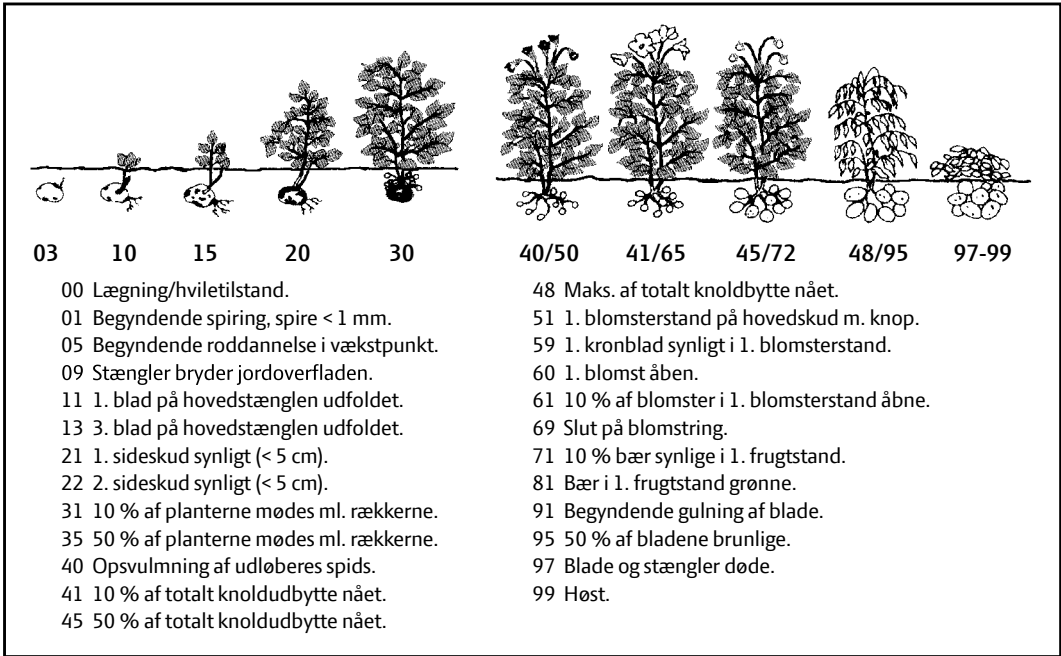 03 10 15 20 30 40/50 41/65 45/72 48/95 97-99
00 Lægning/hviletilstand.
01 Begyndende spiring, spire < 1 mm.
05 Begyndende roddannelse i vækstpunkt.
09 Stængler bryder jordoverfladen.
11 1. blad på hovedstænglen udfoldet.
13 3. blad på hovedstænglen udfoldet.
21 1. sideskud synligt (< 5 cm).
22 2. sideskud synligt (< 5 cm).
31 10 % af planterne mødes ml. rækkerne.
35 50 % af planterne mødes ml. rækkerne.
40 Opsvulmning af udløberes spids.
41 10 % af totalt knoldudbytte nået.
45 50 % af totalt knoldudbytte nået.
48 Maks. af totalt knoldbytte nået.
51 1. blomsterstand på hovedskud m. knop.
59 1. kronblad synligt i 1. blomsterstand.
60 1. blomst åben.
61 10 % af blomster i 1. blomsterstand åbne.
69 Slut på blomstring.
71 10 % bær synlige i 1. frugtstand.
81 Bær i 1. frugtstand grønne.
91 Begyndende gulning af blade.
95 50 % af bladene brunlige.
97 Blade og stængler døde.
99 Høst.